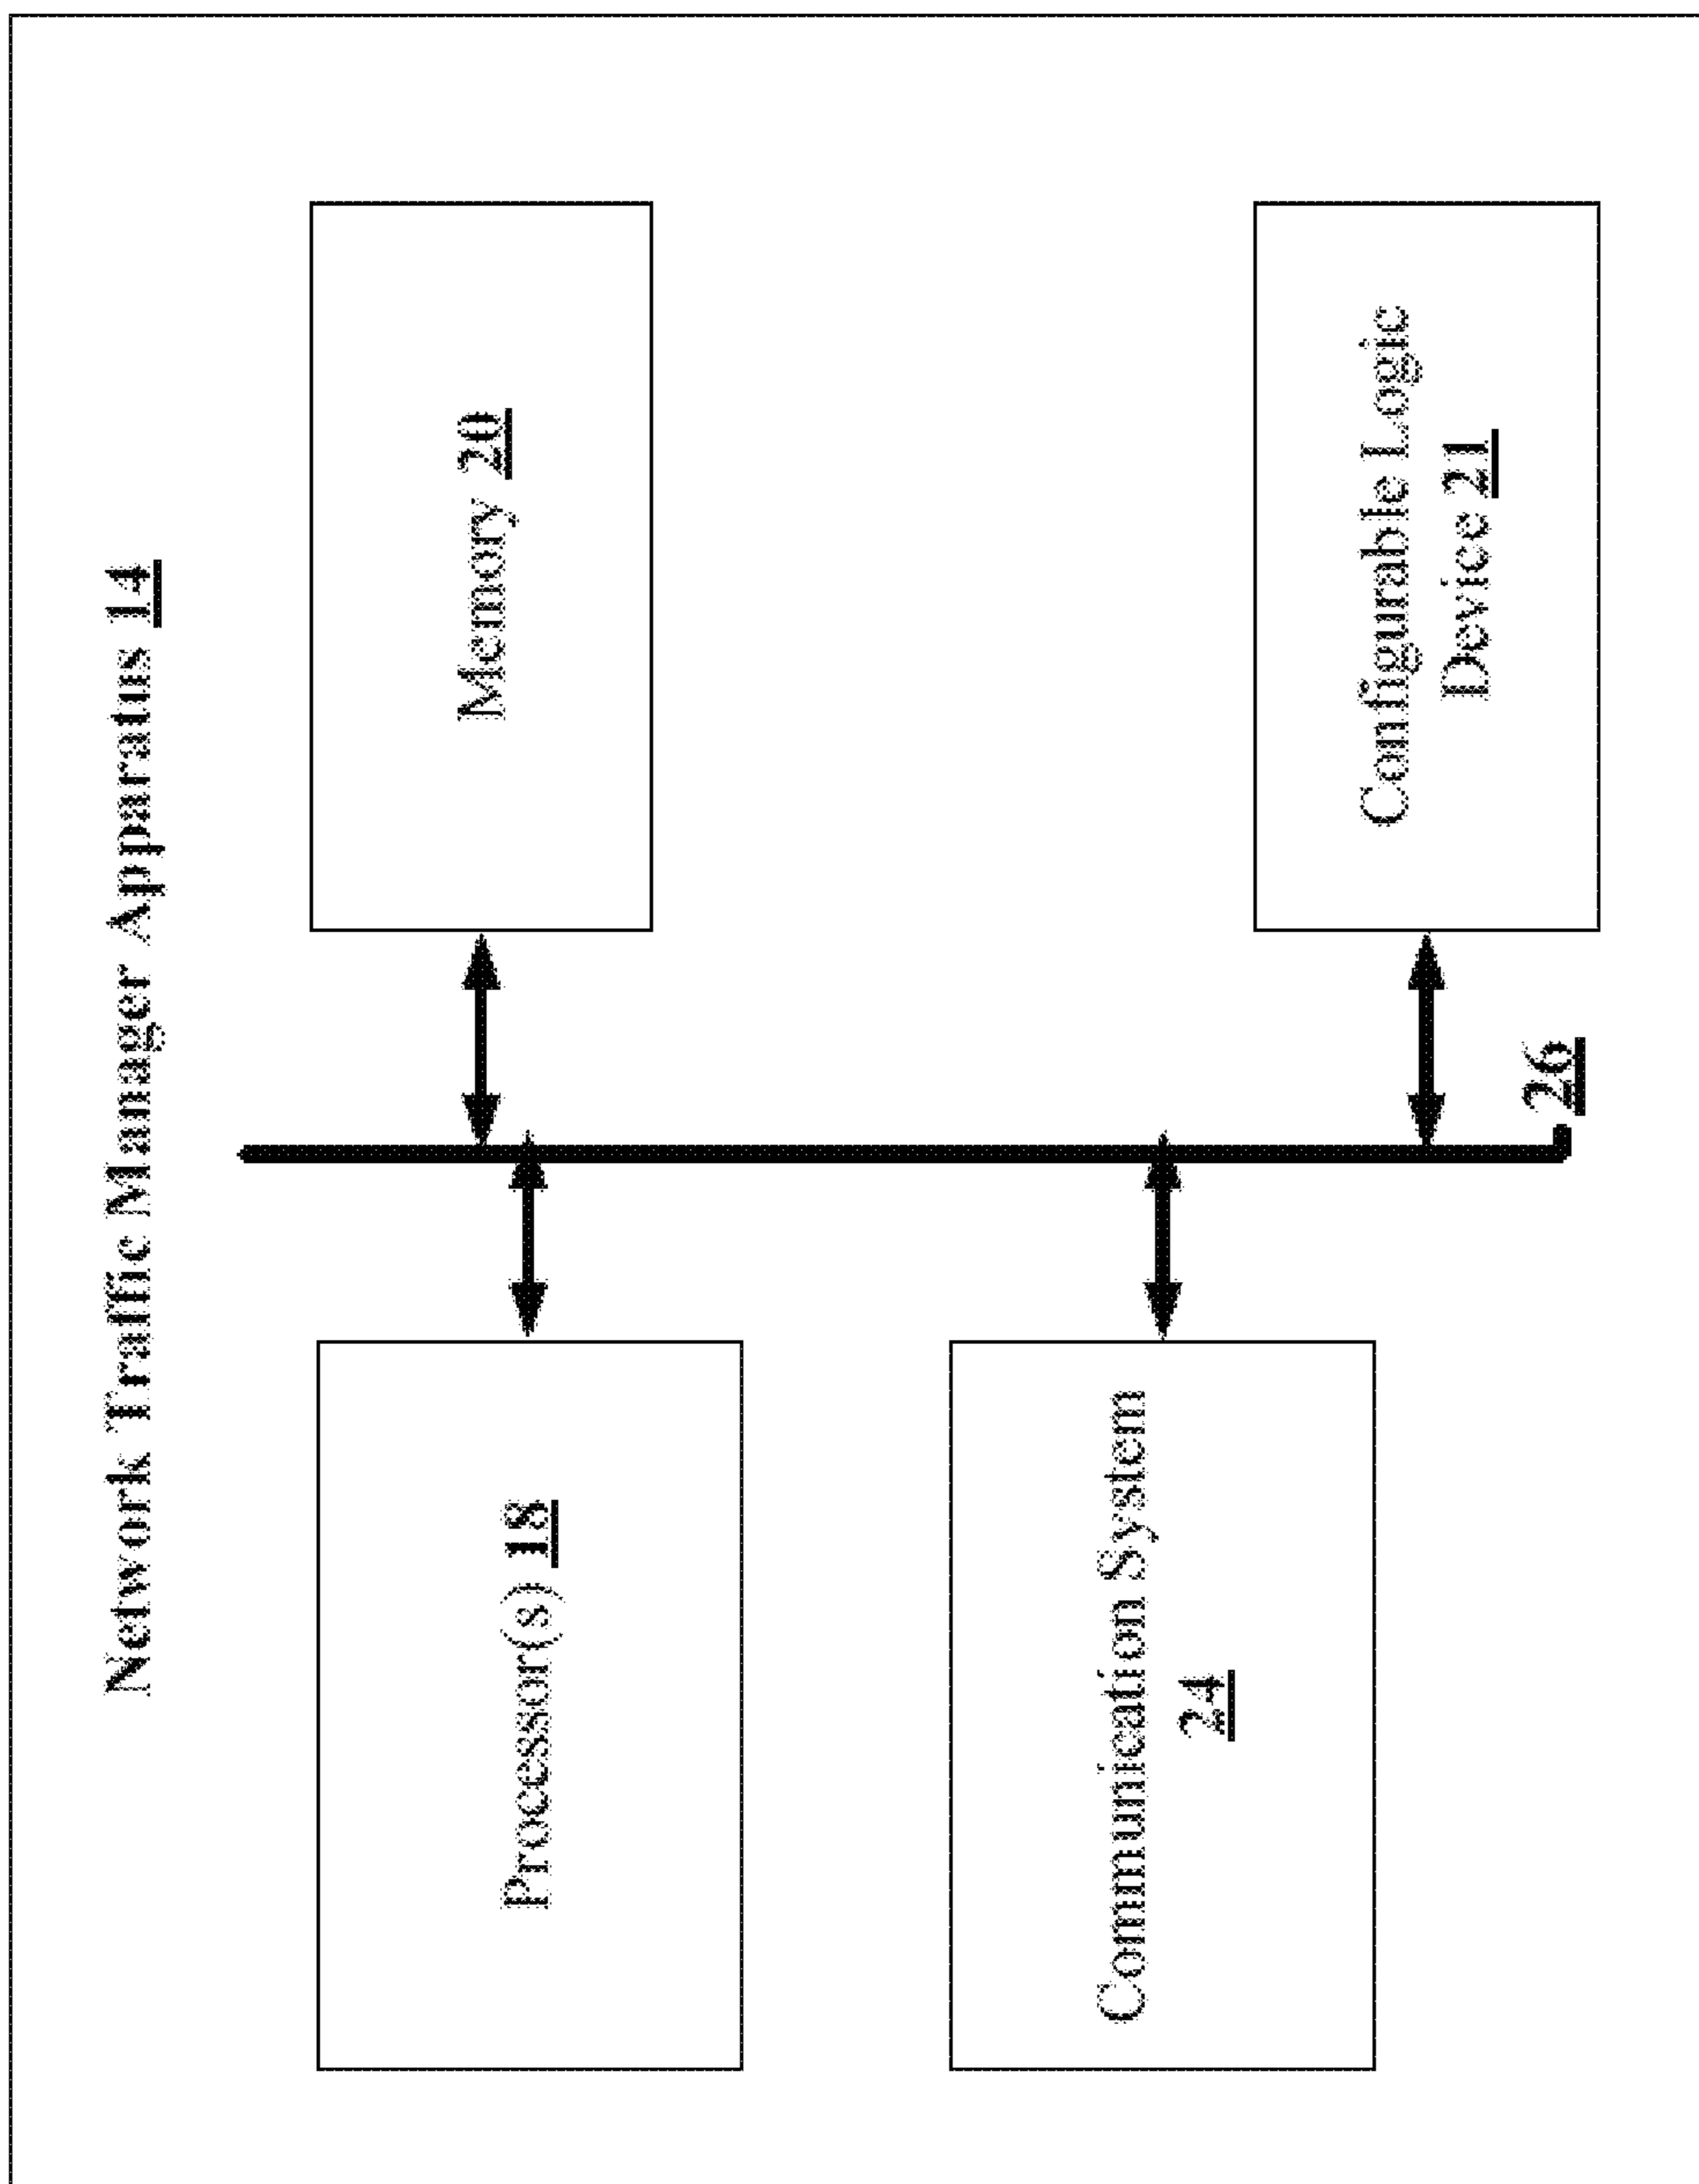 Network Traffic Manager Apparatus 14
Processor(s) 18
Memory 20
Communication System
24
Configurable Logic
Device 21
26